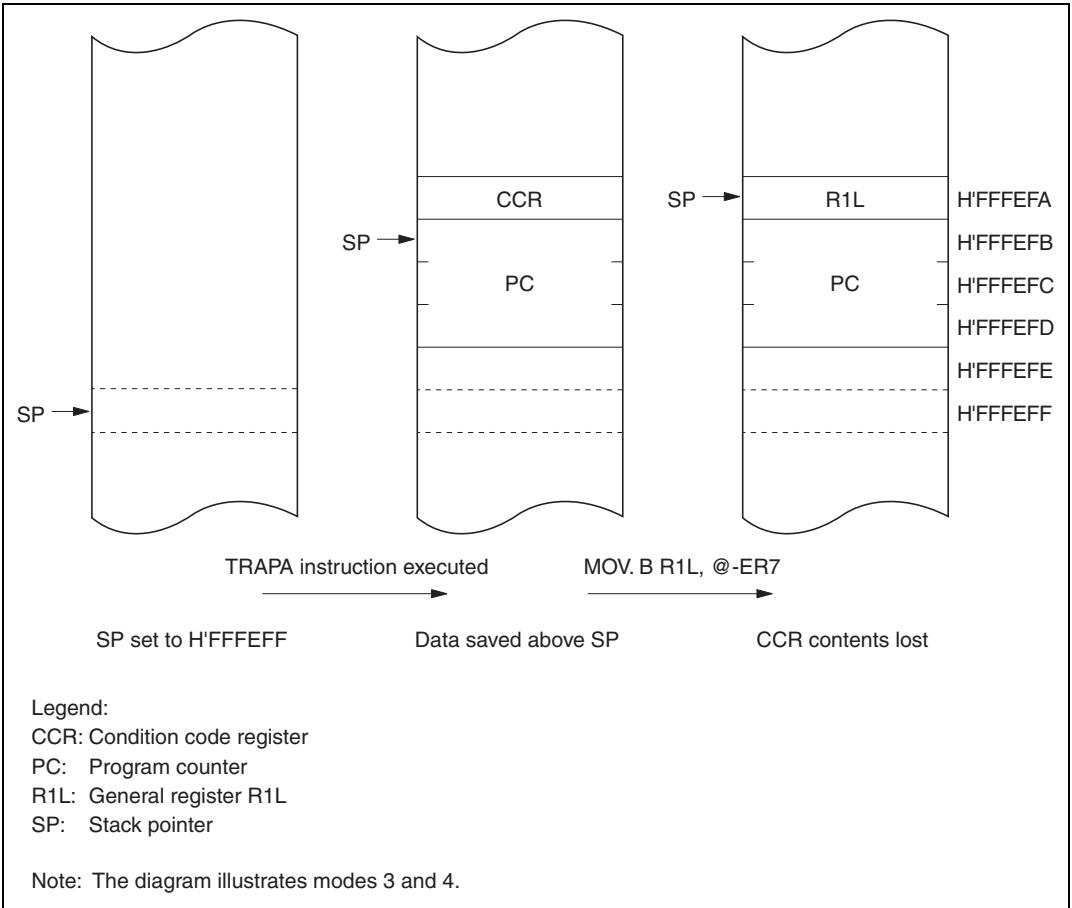 CCR
SP
R1L
H'FFFEFA
SP
H'FFFEFB
PC
PC
H'FFFEFC
H'FFFEFD
H'FFFEFE
SP
H'FFFEFF
TRAPA instruction executed
MOV. B R1L, @-ER7
SP set to H'FFFEFF
Data saved above SP
CCR contents lost
Legend:
CCR: Condition code register
PC: Program counter
R1L: General register R1L
SP: Stack pointer
Note: The diagram illustrates modes 3 and 4.